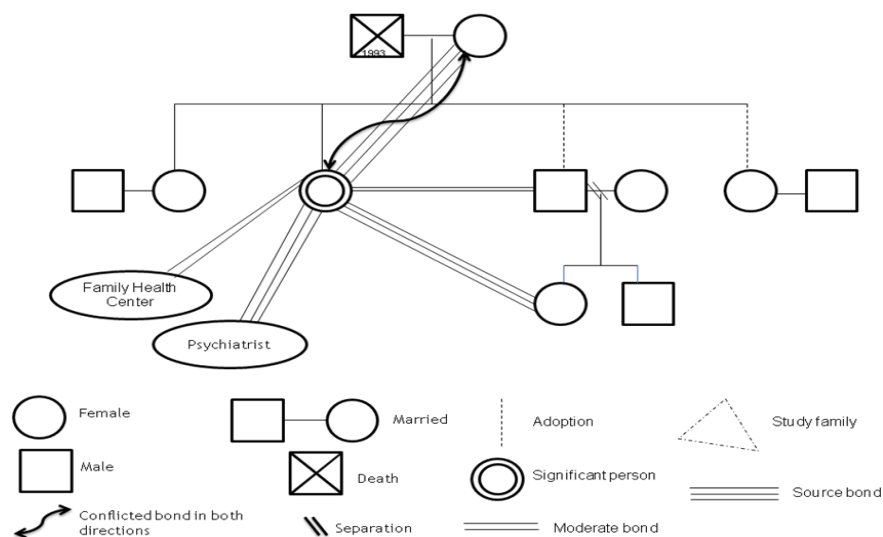 1993
Family Health
Center
Psychiatrist
Female
Married
Adoption
Study family
Male
Death
Significant person
Source bond
Conflicted bond in both
directions
Separation
Moderate bond